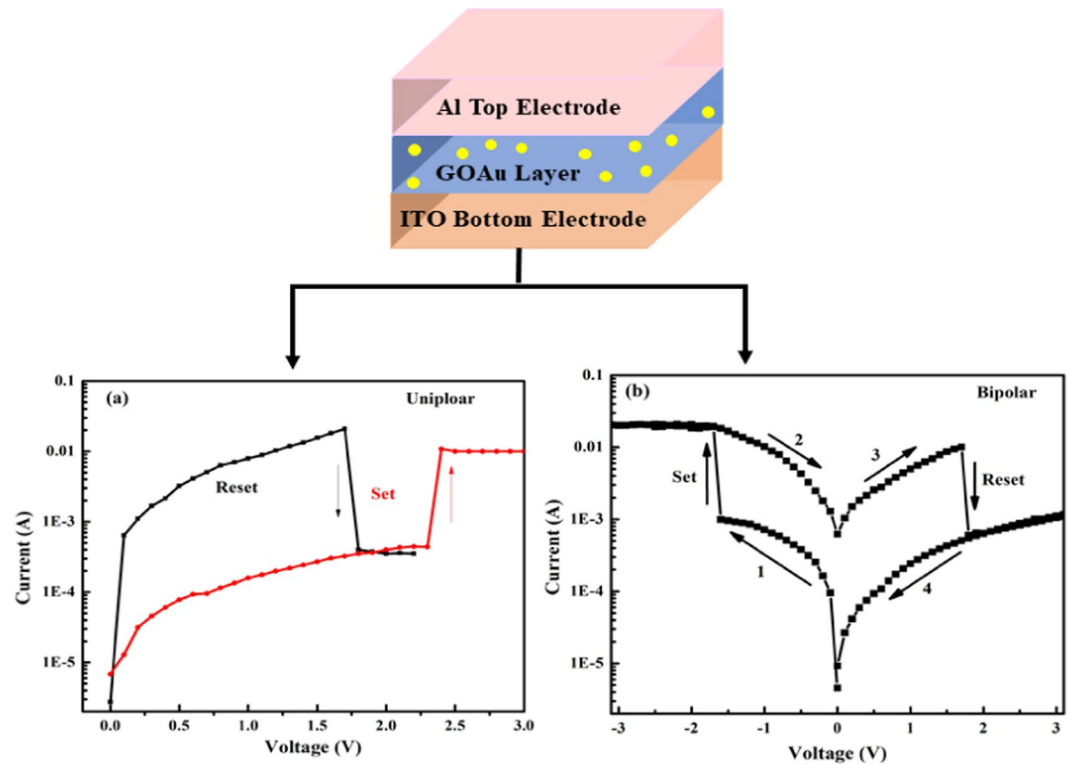 Al Top Electrode
GOAu Layer
ITO Bottom Electrode
(a)
Uniploar
Reset
Set
0.1
0.01
1E-3
1E-4
1E-5
Current (A)
0.0
0.5
1.0
1.5
2.0
2.5
3.0
Voltage (V)
(b)
Bipolar
2
3
Set
Reset
1
4
0.1
0.01
1E-3
1E-4
1E-5
Current (A)
-3
-2
-1
0
1
2
3
Voltage (V)